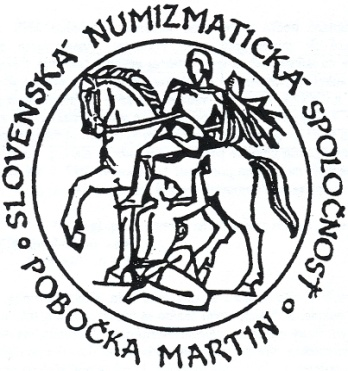 SLOVENSKÁ NUMIZMATICKÁ SPOLOČNOSŤ
POBOČKA MARTIN